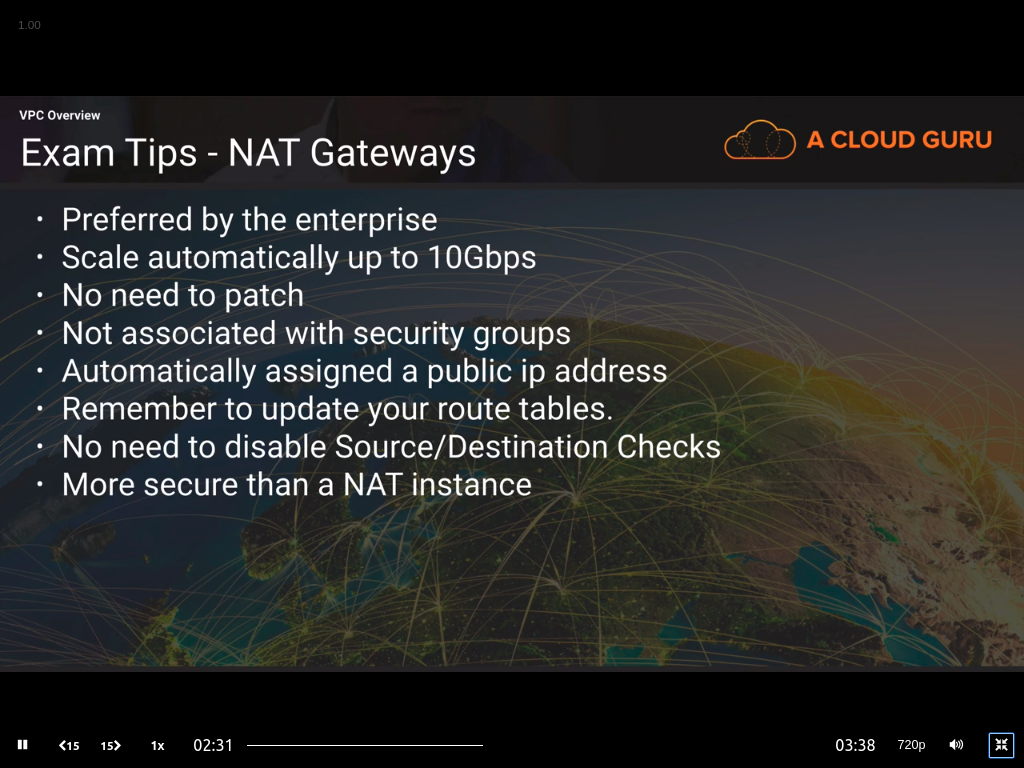 1.00
VPC Overview
Exam Tips - NAT Gateways
A CLOUD GURU
• Preferred by the enterprise
• Scale automatically up to 10Gbps
• No need to patch
• Not associated with security groups
• Automatically assigned a public ip address
• Remember to update your route tables.
• No need to disable Source/Destination Checks
• More secure than a NAT instance
15 15 1x 02:31 03:38 720p